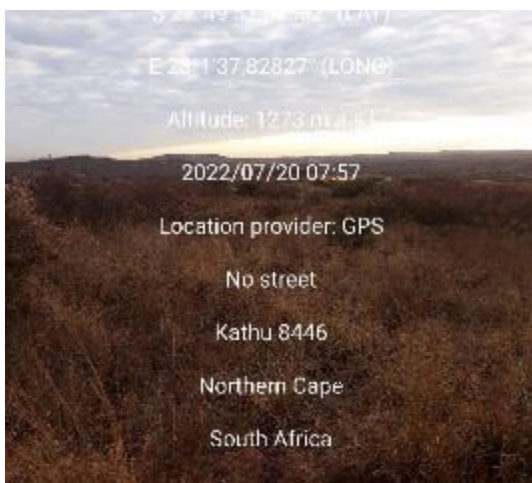 E 23°1'37,82827" (LONG)
Altitude: 1273 m a s l
2022/07/20 07:57
Location provider: GPS
No street
Kathu 8446
Northern Cape
South Africa